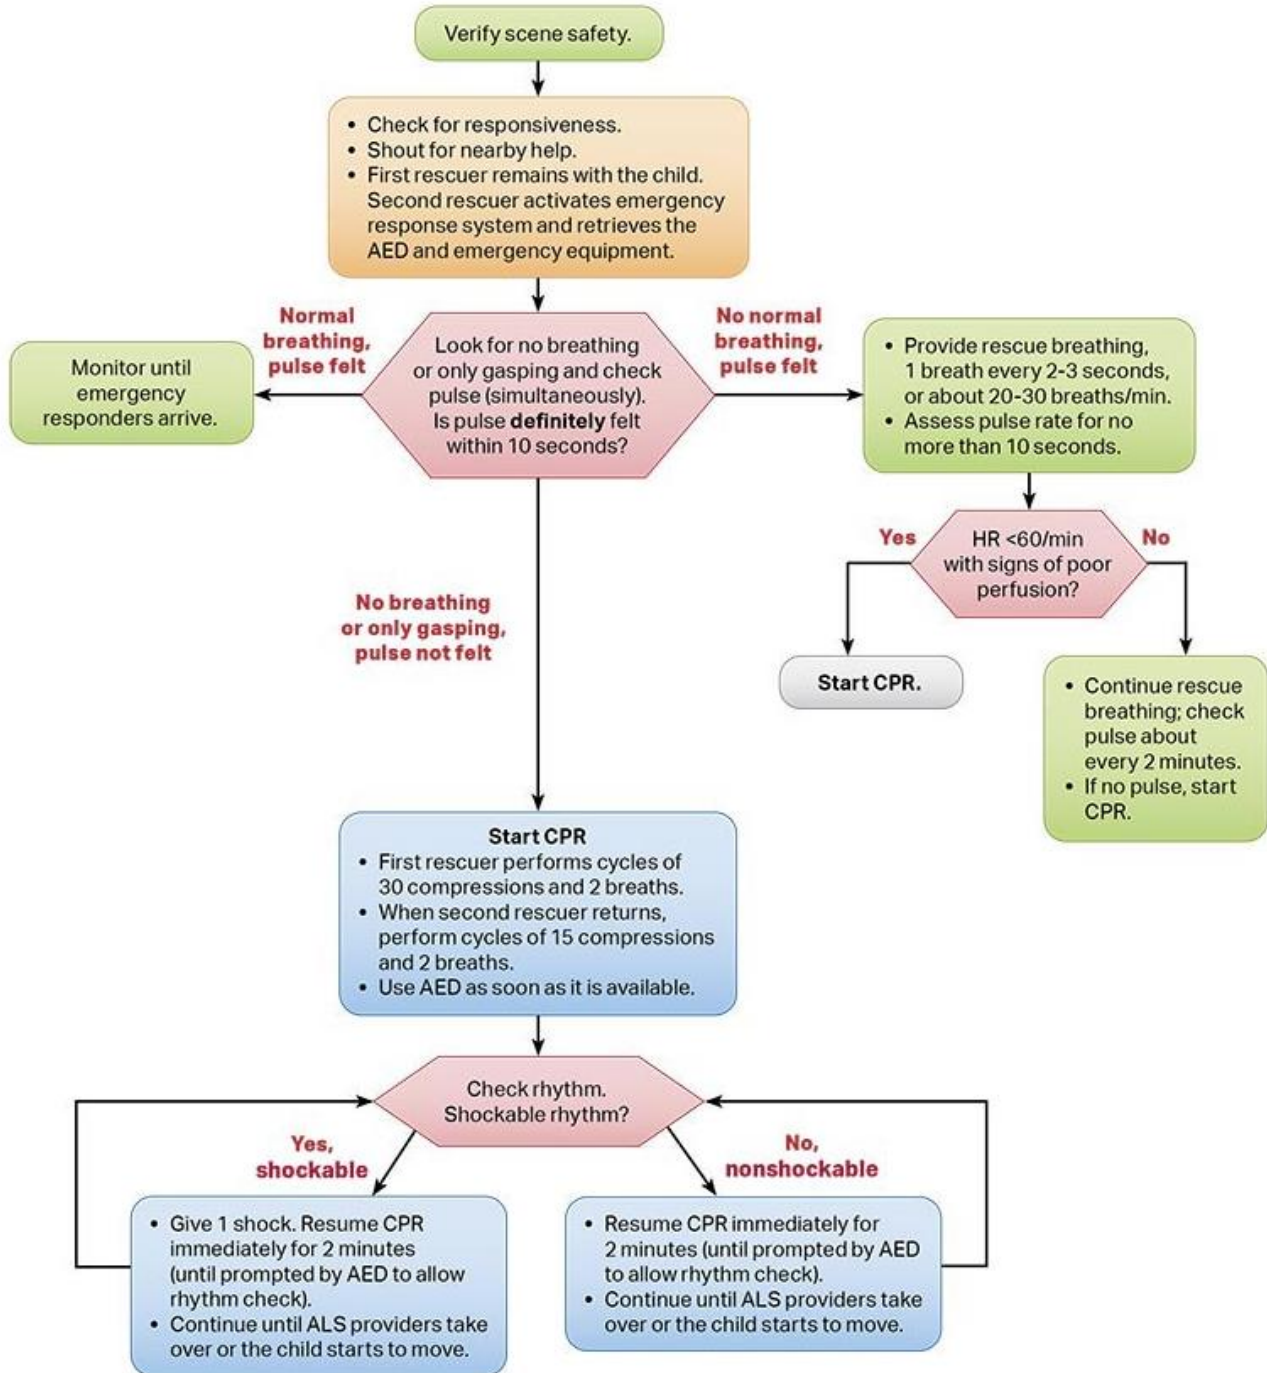 Verify scene safety.
• Check for responsiveness.
• Shout for nearby help.
• First rescuer remains with the child.
Second rescuer activates emergency
response system and retrieves the
AED and emergency equipment.
Normal
breathing,
pulse felt
Look for no breathing
or only gasping and check
pulse (simultaneously).
Is pulse definitely felt
within 10 seconds?
No normal
breathing,
pulse felt
Monitor until
emergency
responders arrive.
• Provide rescue breathing,
1 breath every 2-3 seconds,
or about 20-30 breaths/min.
• Assess pulse rate for no
more than 10 seconds.
Yes
HR <60/min
with signs of poor
perfusion?
No
No breathing
or only gasping,
pulse not felt
Start CPR.
• Continue rescue
breathing; check
pulse about
every 2 minutes.
• If no pulse, start
CPR.
Start CPR
• First rescuer performs cycles of
30 compressions and 2 breaths.
• When second rescuer returns,
perform cycles of 15 compressions
and 2 breaths.
• Use AED as soon as it is available.
Check rhythm.
Shockable rhythm?
Yes,
shockable
No,
nonshockable
• Give 1 shock. Resume CPR
immediately for 2 minutes
(until prompted by AED to allow
rhythm check).
• Continue until ALS providers take
over or the child starts to move.
• Resume CPR immediately for
2 minutes (until prompted by AED
to allow rhythm check).
• Continue until ALS providers take
over or the child starts to move.